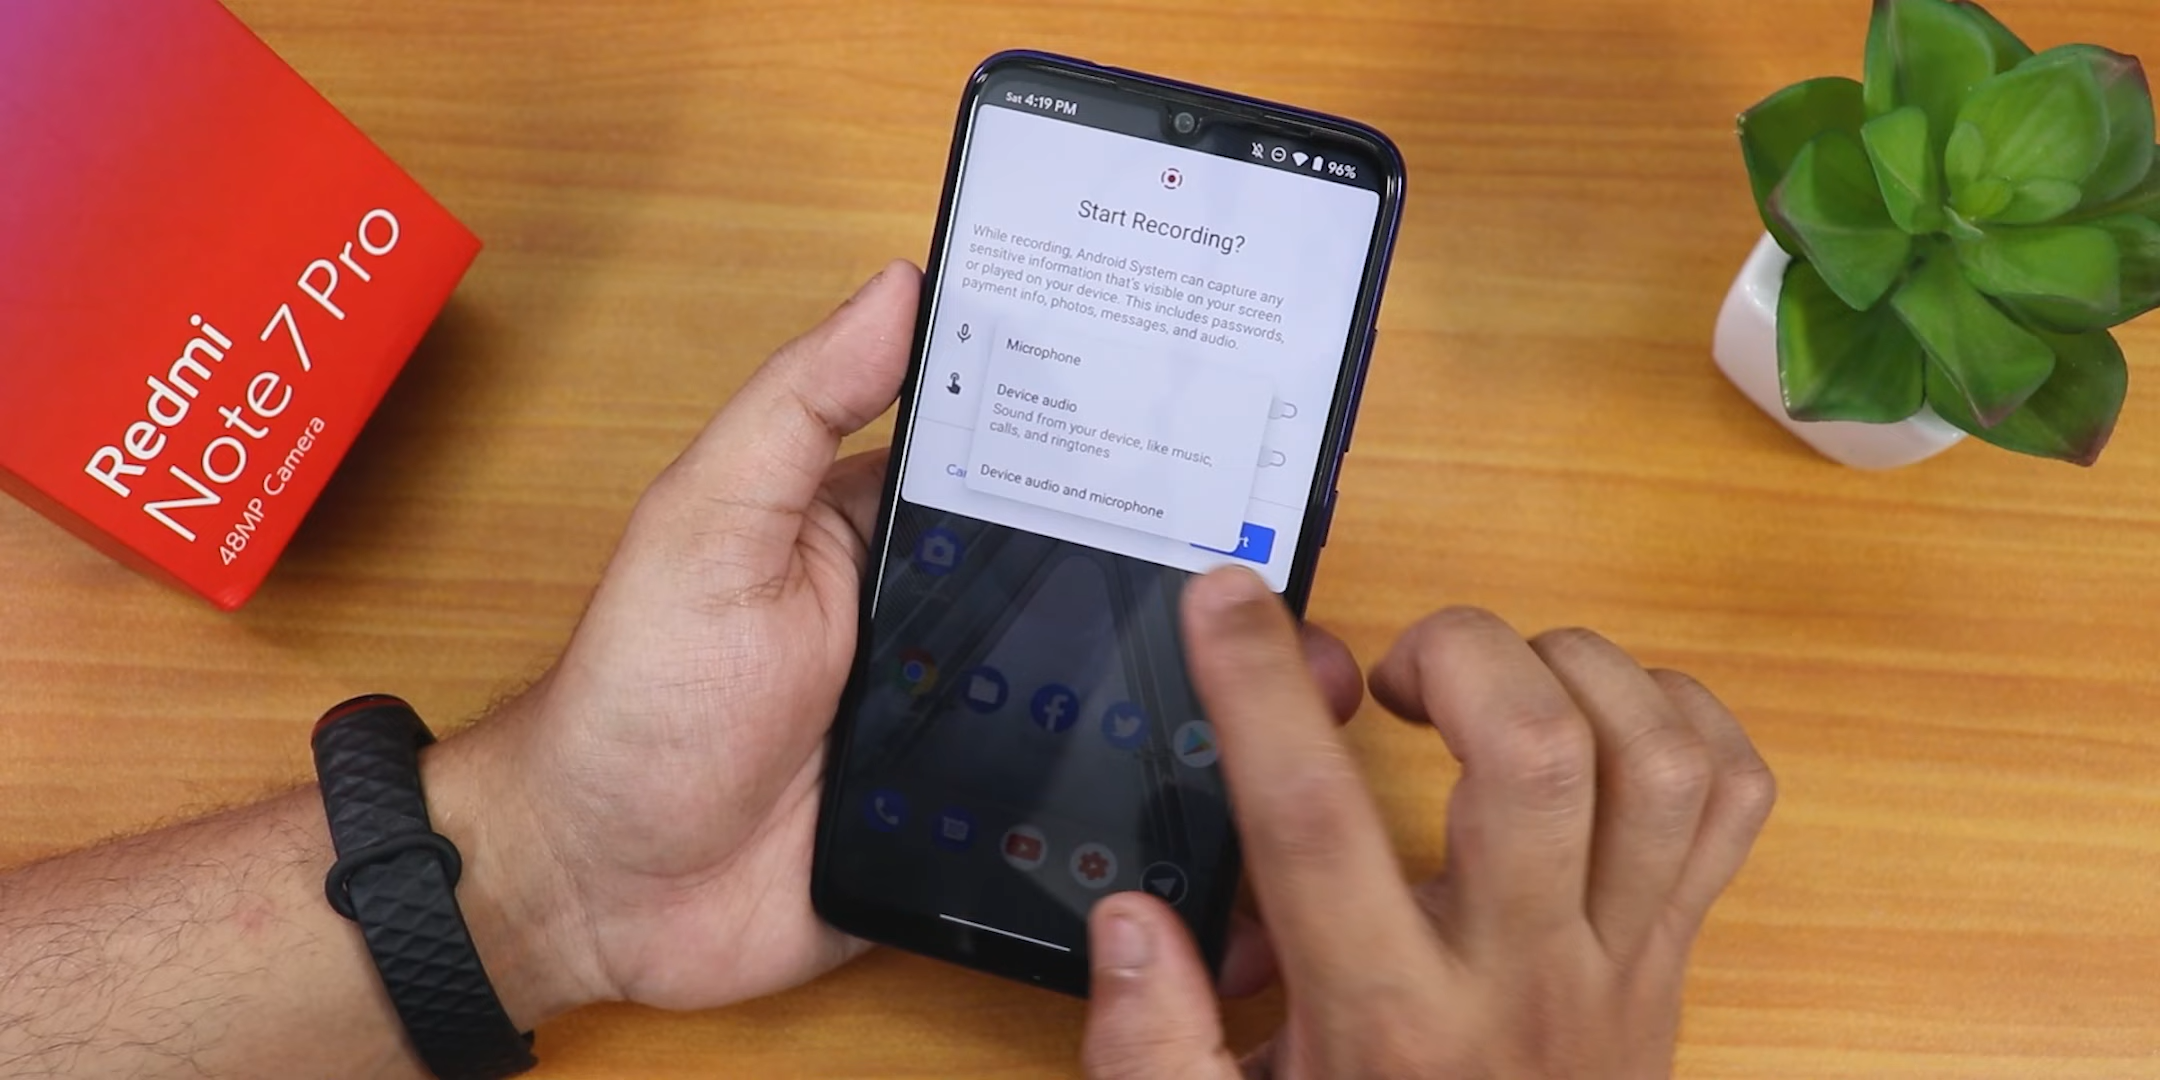 Redmi
Note 7 Pro
48MP Camera
Sat 4:19 PM
96%
Start Recording?
While recording, Android System can capture any
sensitive information that's visible on your screen
or played on your device. This includes passwords,
payment info, photos, messages, and audio.
Microphone
Device audio
Sound from your device, like music,
calls, and ringtones
Device audio and microphone